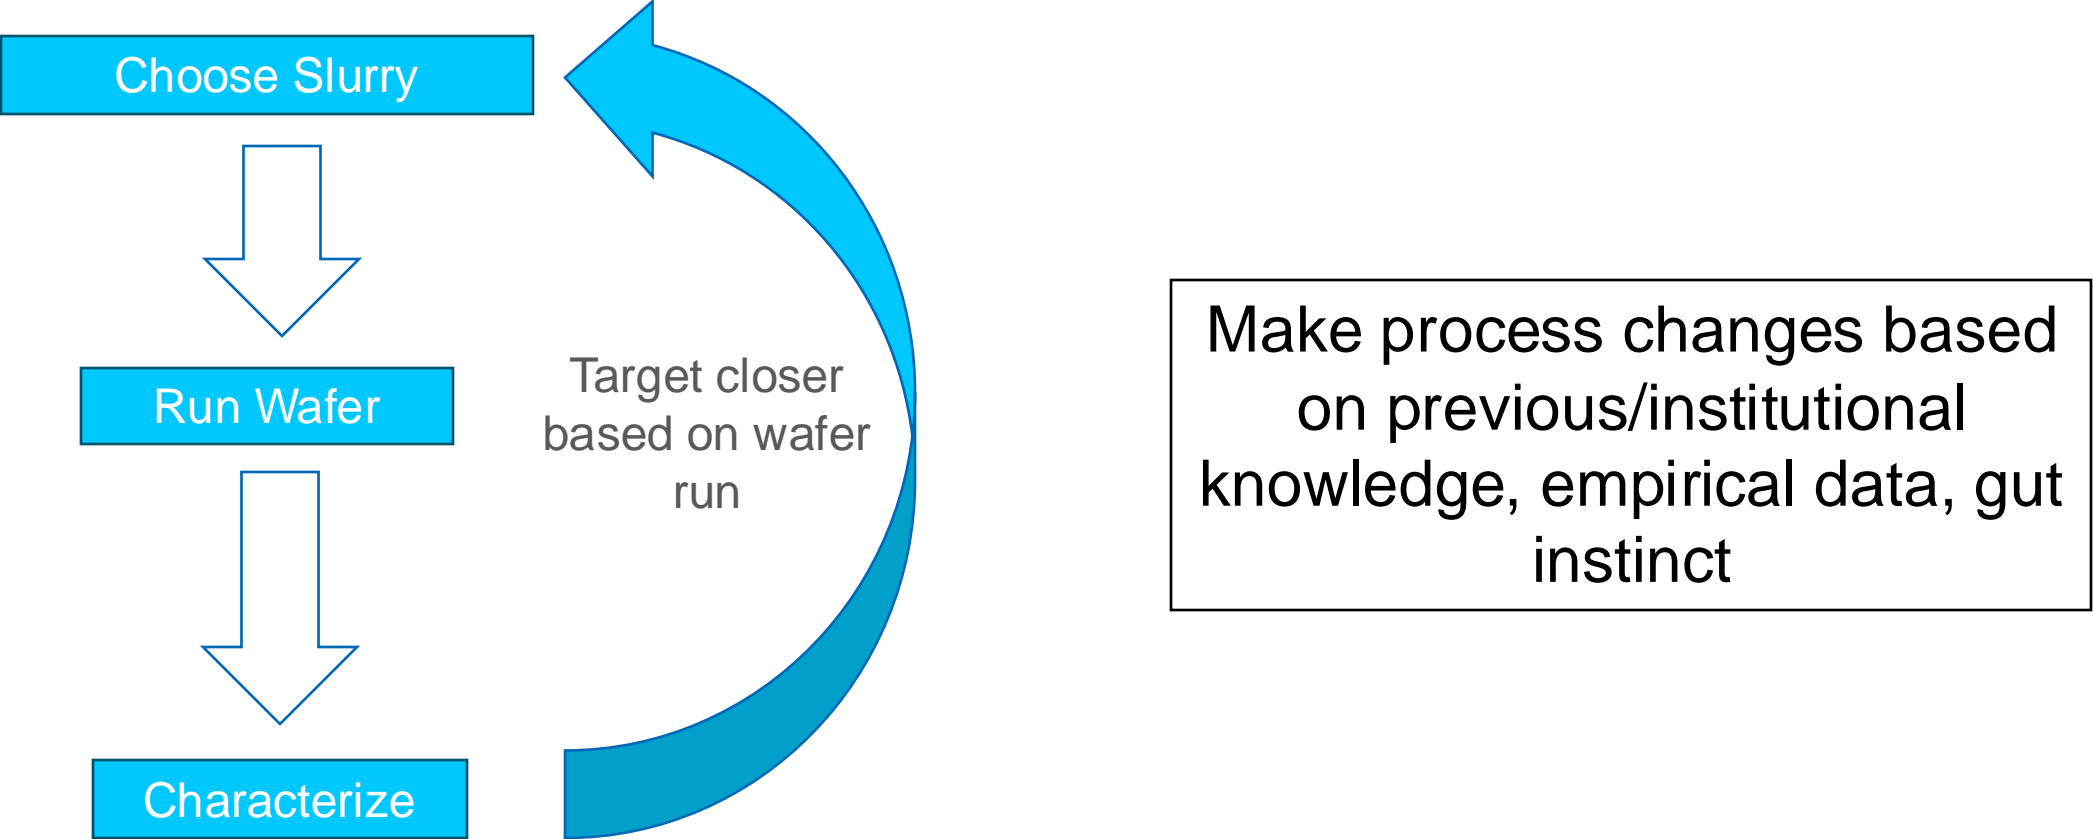 Choose Slurry
Run Wafer
Characterize
Target closer
based on wafer
run
Make process changes based
on previous/institutional
knowledge, empirical data, gut
instinct